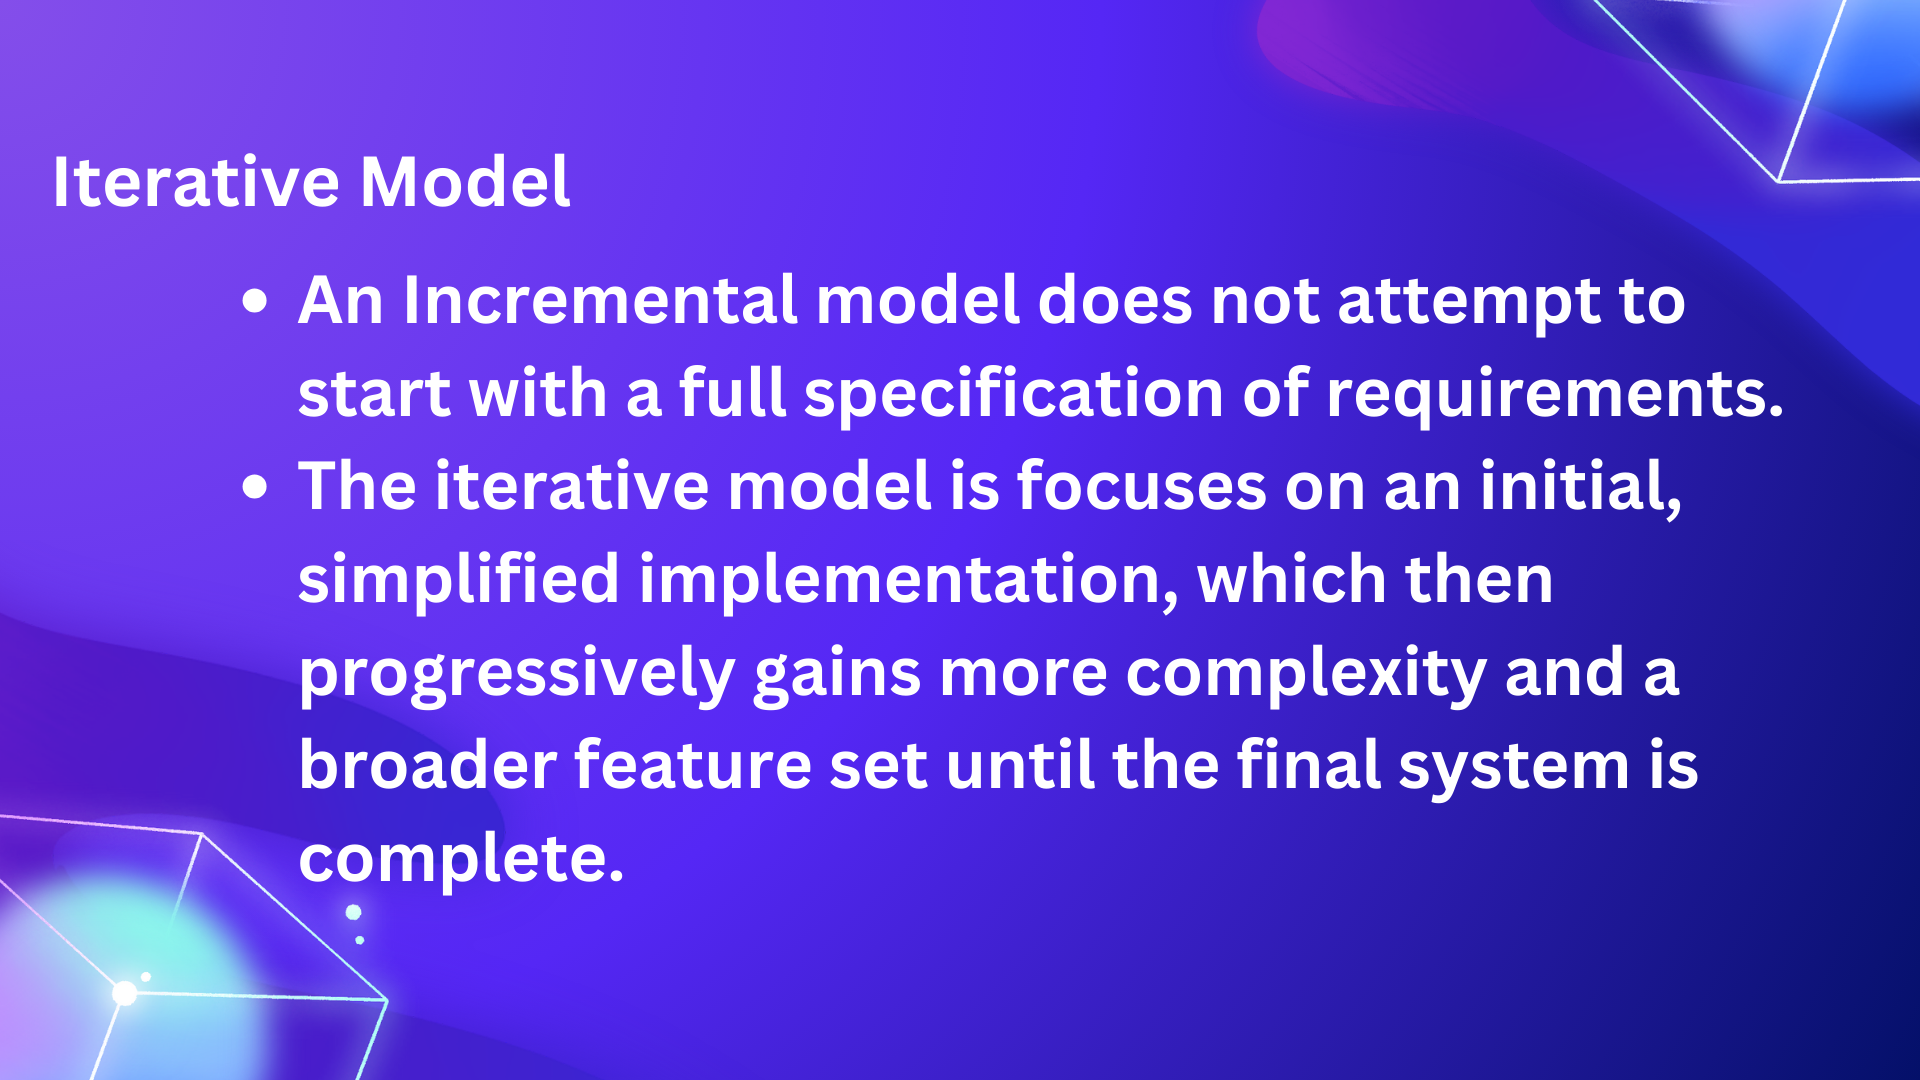 Iterative Model
• An Incremental model does not attempt to
start with a full specification of requirements.
• The iterative model is focuses on an initial,
simplified implementation, which then
progressively gains more complexity and a
broader feature set until the final system is
complete.